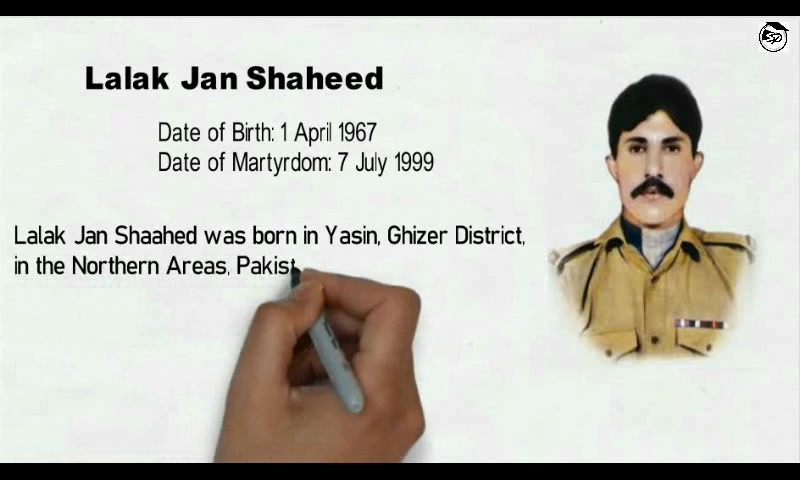 Lalak Jan Shaheed
Date of Birth: 1 April 1967
Date of Martyrdom: 7 July 1999
Lalak Jan Shaahed was born in Yasin, Ghizer District,
in the Northern Areas, Pakist